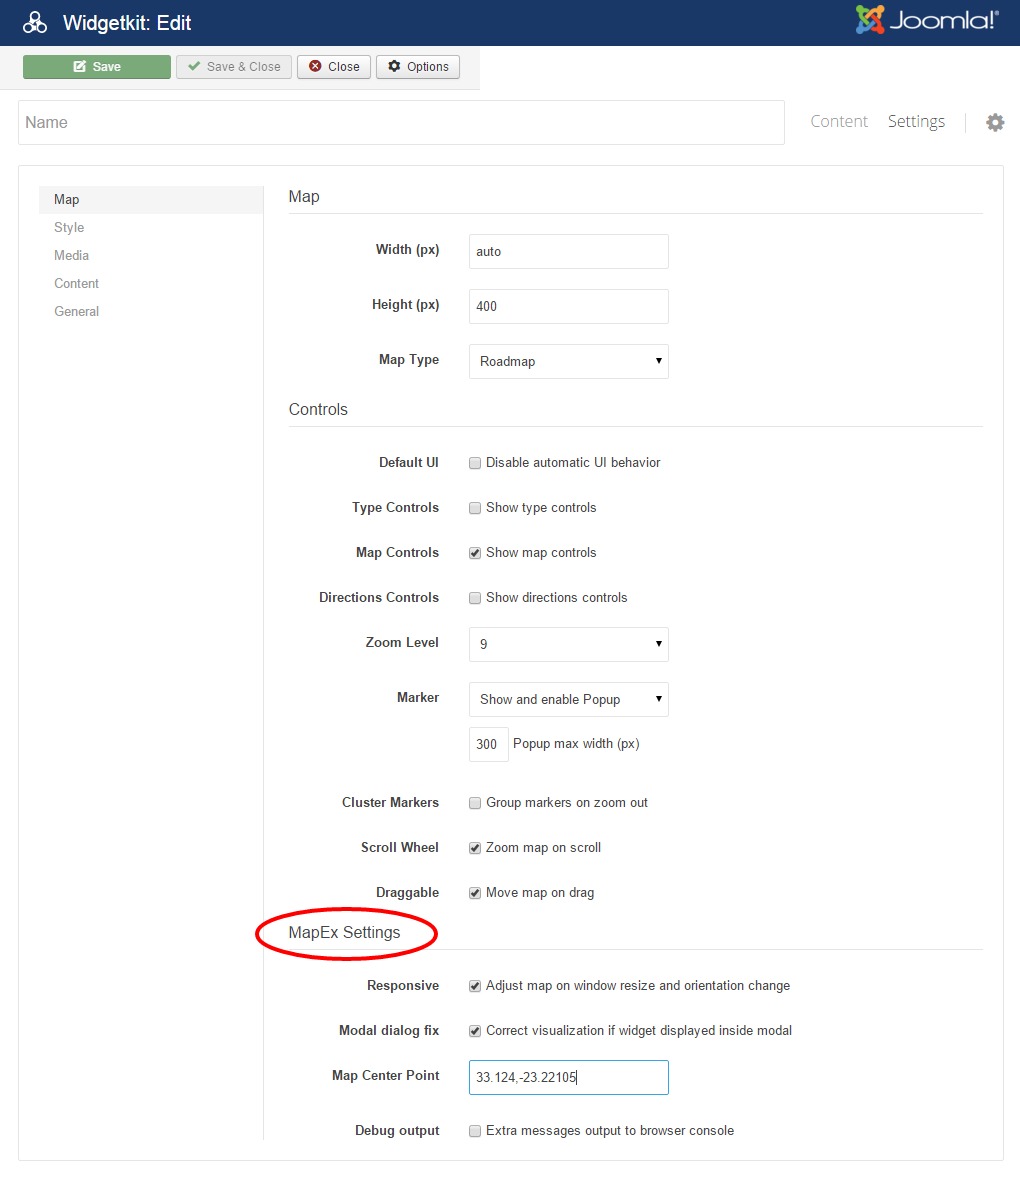 Widgetkit: Edit
Joomla!®
Save Save & Close Close Options
Name
Content Settings
Map
Style
Media
Content
General
Map
Width (px) auto
Height (px) 400
Map Type Roadmap
Controls
Default UI Disable automatic UI behavior
Type Controls Show type controls
Map Controls Show map controls
Directions Controls Show directions controls
Zoom Level 9
Marker Show and enable Popup
300 Popup max width (px)
Cluster Markers Group markers on zoom out
Scroll Wheel Zoom map on scroll
Draggable Move map on drag
MapEx Settings
Responsive Adjust map on window resize and orientation change
Modal dialog fix Correct visualization if widget displayed inside modal
Map Center Point 33.124,-23.22105
Debug output Extra messages output to browser console